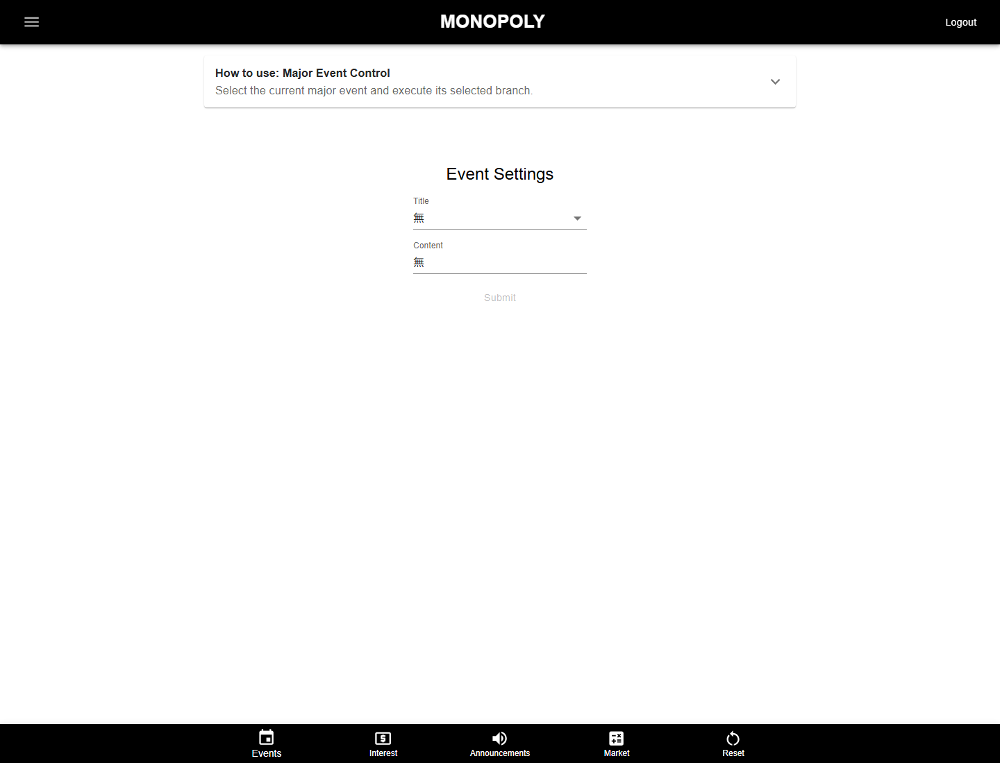 MONOPOLY
Logout
How to use: Major Event Control
Select the current major event and execute its selected branch.
Event Settings
Title
無
Content
無
Submit
Events
Interest
Announcements
Market
Reset